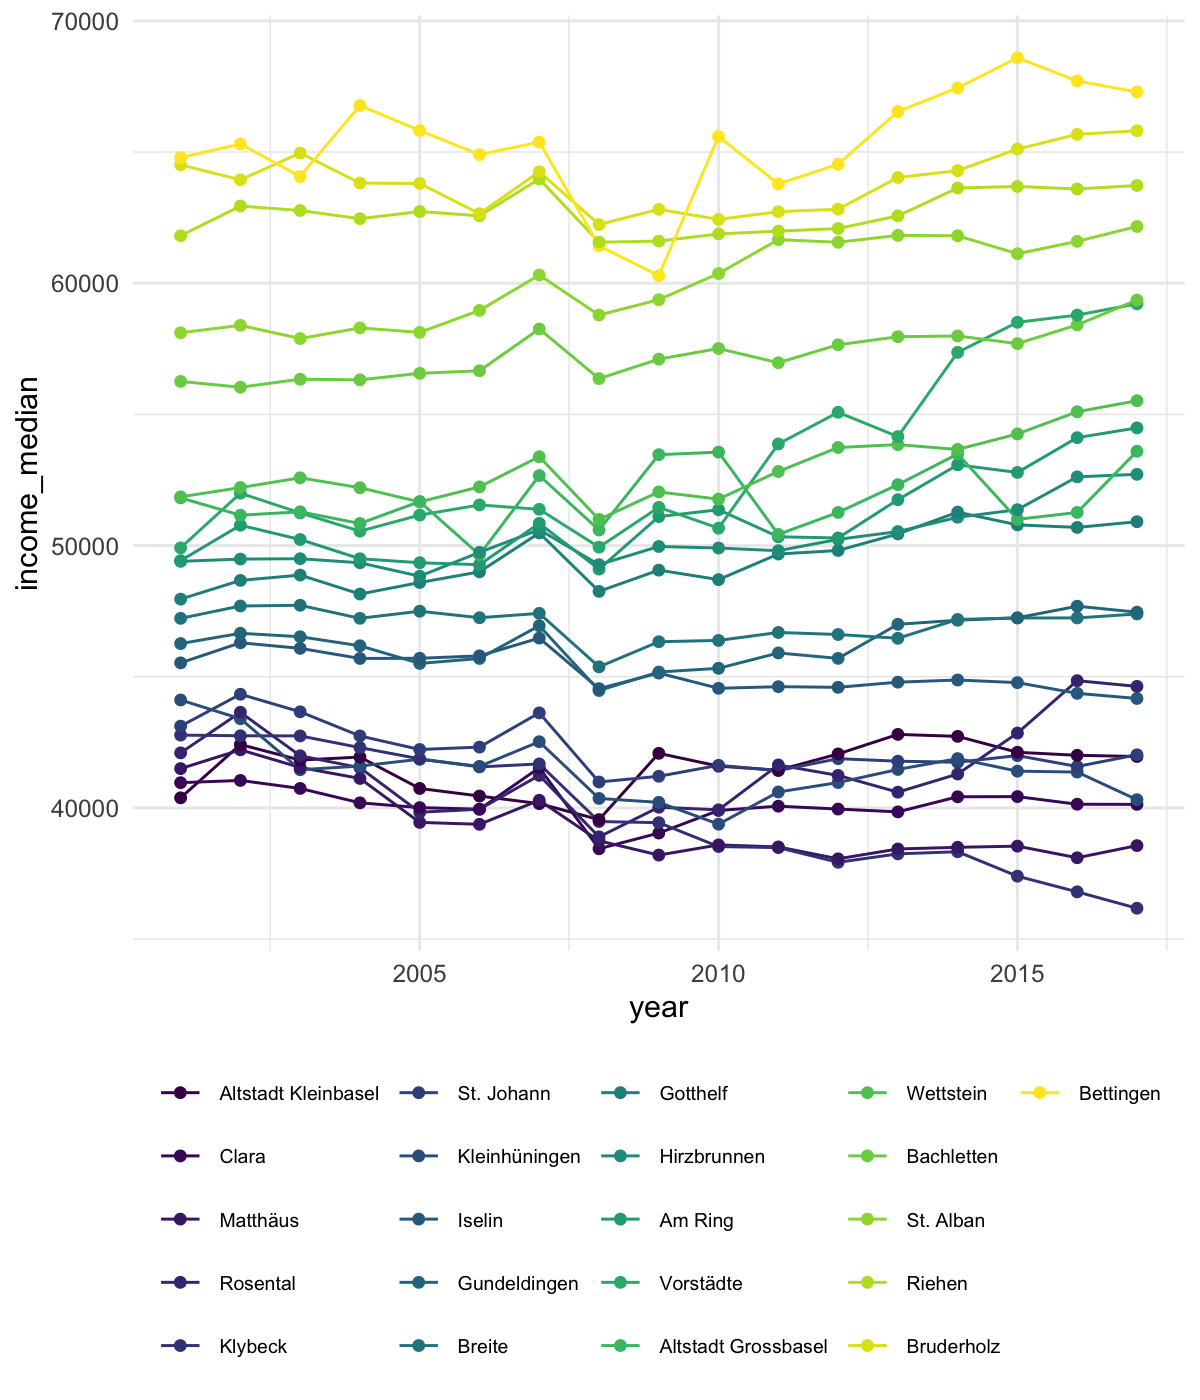 70000
60000
50000
40000
income_median
2005 2010 2015
year
Altstadt Kleinbasel St. Johann Gotthelf Wettstein Bettingen
Clara Kleinhüningen Hirzbrunnen Bachletten
Matthäus Iselin Am Ring St. Alban
Rosental Gundeldingen Vorstädte Riehen
Klybeck Breite Altstadt Grossbasel Bruderholz